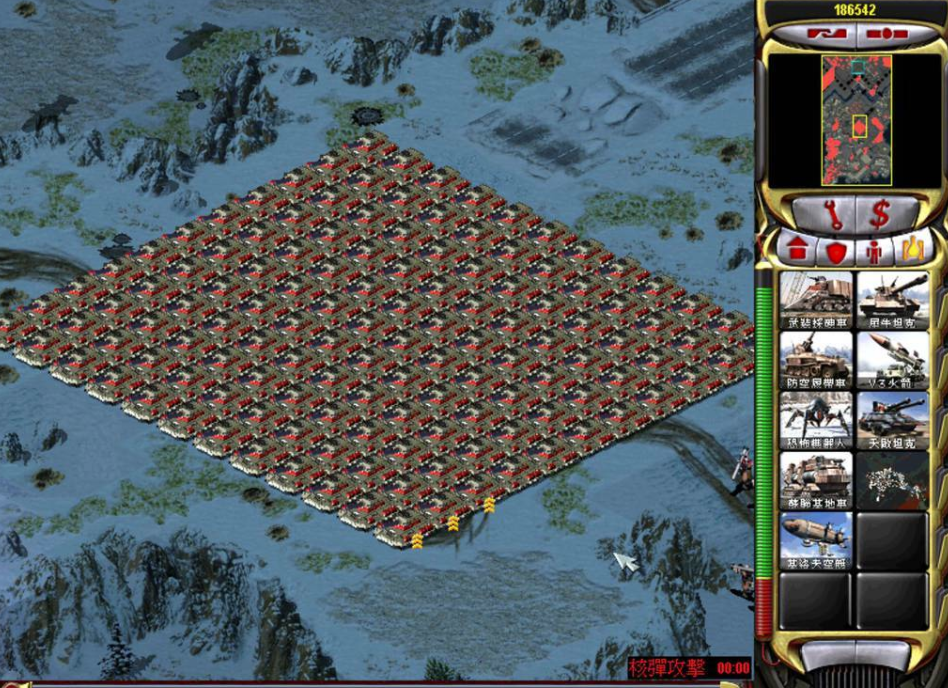 186542
武裝採礦車
犀牛坦克
防空履帶車
V3火箭
恐怖機器人
天啟坦克
蘇聯基地車
基洛夫空艇
核彈攻擊 00:00